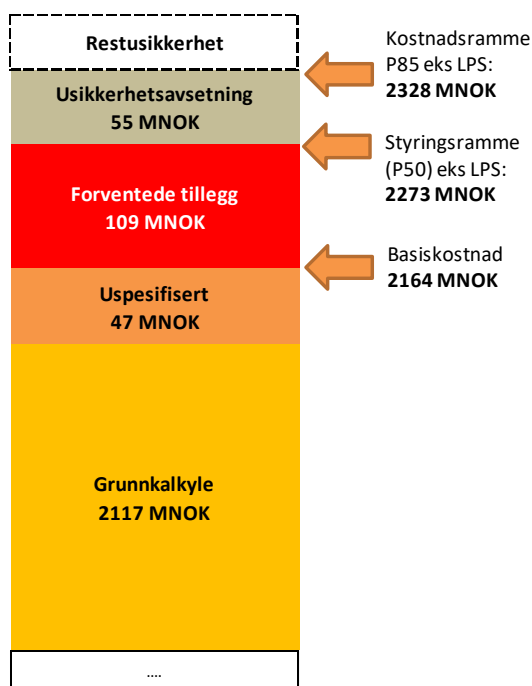 Restusikkerhet
Kostnadsramme
P85 eks LPS:
2328 MNOK
Usikkerhetsavsetning
55 MNOK
Styringsramme
(P50) eks LPS:
2273 MNOK
Forventede tillegg
109 MNOK
Basiskostnad
2164 MNOK
Uspesifisert
47 MNOK
Grunnkalkyle
2117 MNOK
....